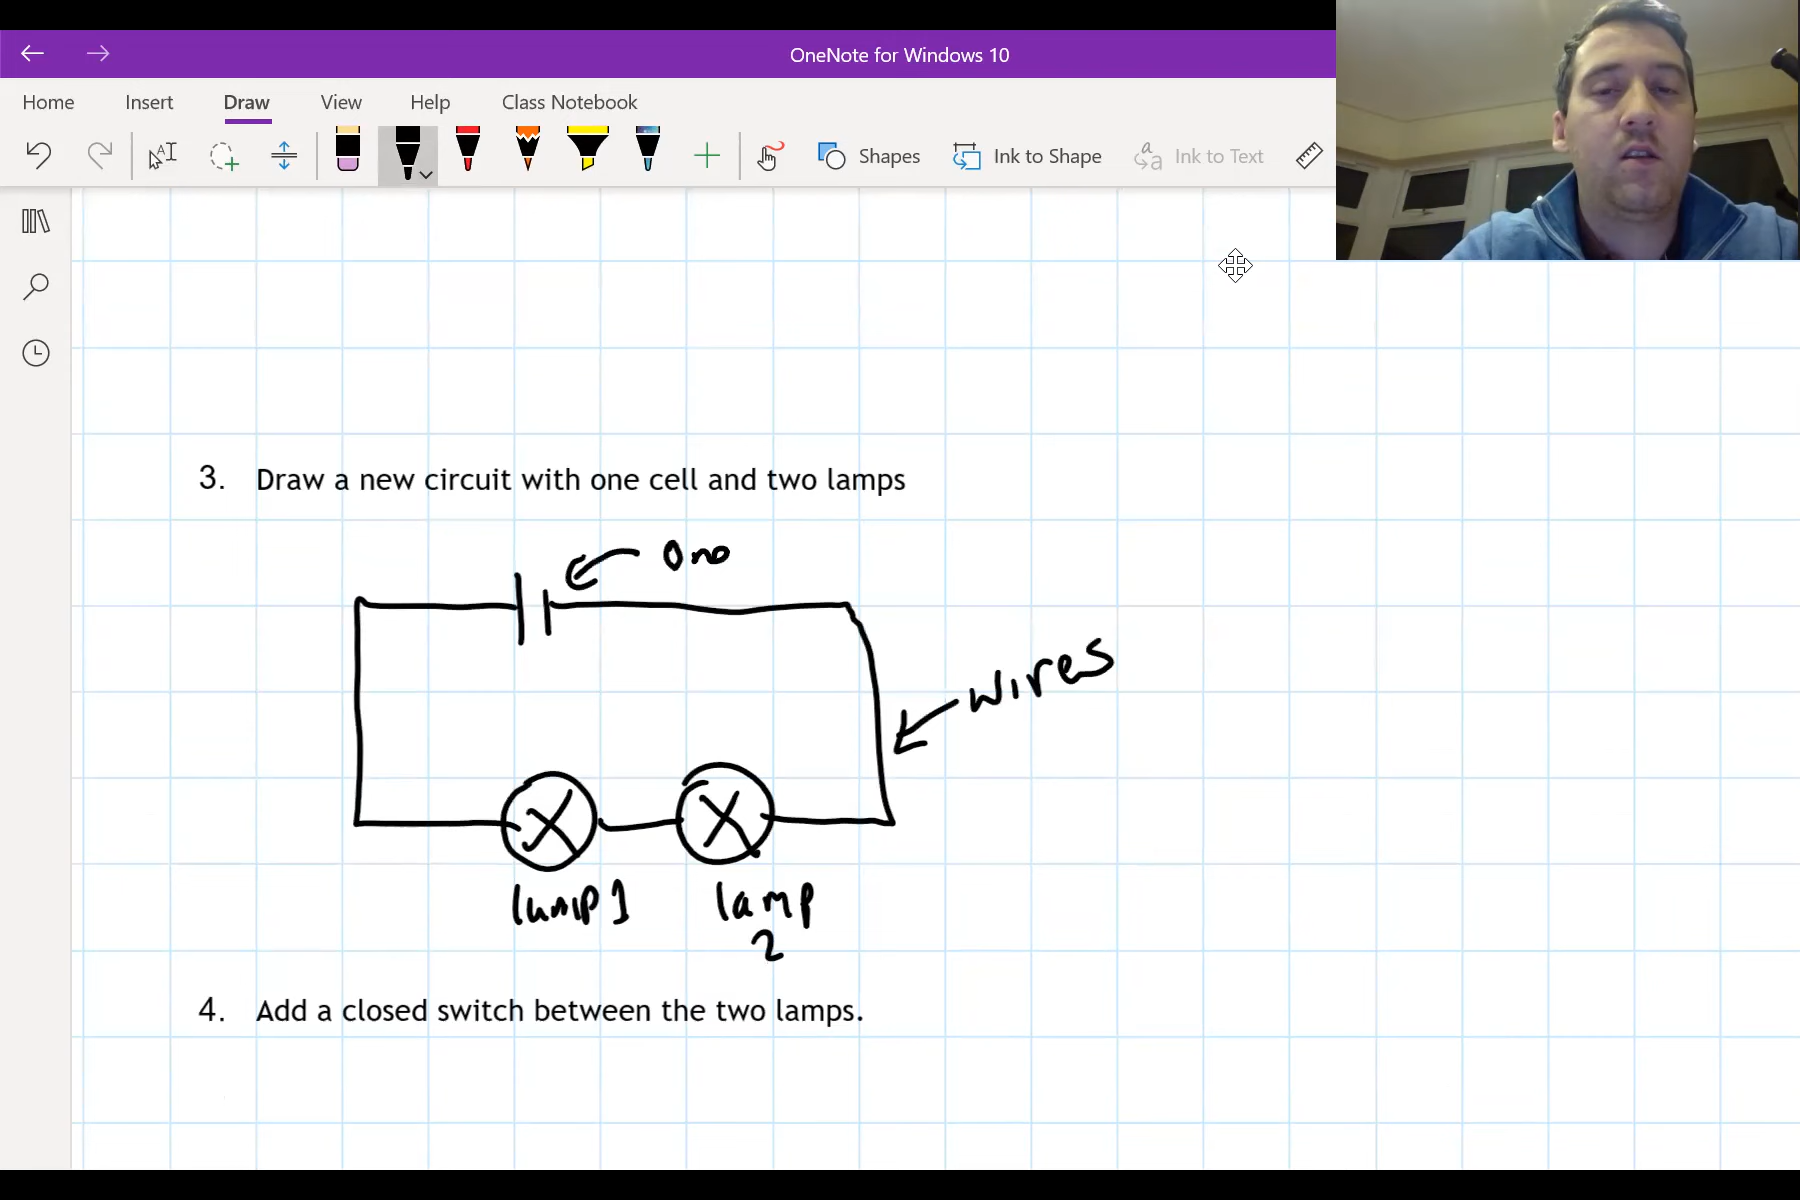 OneNote for Windows 10
Home Insert Draw View Help Class Notebook
Shapes Ink to Shape Ink to Text
3. Draw a new circuit with one cell and two lamps
One
wires
lamp 1 lamp
2
4. Add a closed switch between the two lamps.